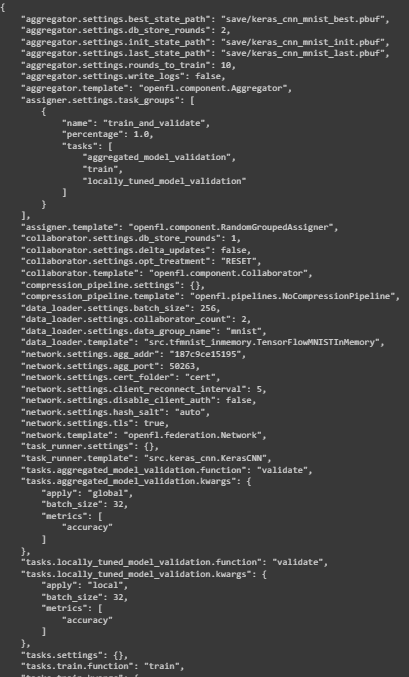 {
    "aggregator.settings.best_state_path": "save/keras_cnn_mnist_best.pbuf",
    "aggregator.settings.db_store_rounds": 2,
    "aggregator.settings.init_state_path": "save/keras_cnn_mnist_init.pbuf",
    "aggregator.settings.last_state_path": "save/keras_cnn_mnist_last.pbuf",
    "aggregator.settings.rounds_to_train": 10,
    "aggregator.settings.write_logs": false,
    "aggregator.template": "openfl.component.Aggregator",
    "assigner.settings.task_groups": [
        {
            "name": "train_and_validate",
            "percentage": 1.0,
            "tasks": [
                "aggregated_model_validation",
                "train",
                "locally_tuned_model_validation"
            ]
        }
    ],
    "assigner.template": "openfl.component.RandomGroupedAssigner",
    "collaborator.settings.db_store_rounds": 1,
    "collaborator.settings.delta_updates": false,
    "collaborator.settings.opt_treatment": "RESET",
    "collaborator.template": "openfl.component.Collaborator",
    "compression_pipeline.settings": {},
    "compression_pipeline.template": "openfl.pipelines.NoCompressionPipeline",
    "data_loader.settings.batch_size": 256,
    "data_loader.settings.collaborator_count": 2,
    "data_loader.settings.data_group_name": "mnist",
    "data_loader.template": "src.tfmnist_inmemory.TensorFlowMNISTInMemory",
    "network.settings.agg_addr": "187c9ce15195",
    "network.settings.agg_port": 50263,
    "network.settings.cert_folder": "cert",
    "network.settings.client_reconnect_interval": 5,
    "network.settings.disable_client_auth": false,
    "network.settings.hash_salt": "auto",
    "network.settings.tls": true,
    "network.template": "openfl.federation.Network",
    "task_runner.settings": {},
    "task_runner.template": "src.keras_cnn.KerasCNN",
    "tasks.aggregated_model_validation.function": "validate",
    "tasks.aggregated_model_validation.kwargs": {
        "apply": "global",
        "batch_size": 32,
        "metrics": [
            "accuracy"
        ]
    },
    "tasks.locally_tuned_model_validation.function": "validate",
    "tasks.locally_tuned_model_validation.kwargs": {
        "apply": "local",
        "batch_size": 32,
        "metrics": [
            "accuracy"
        ]
    },
    "tasks.settings": {},
    "tasks.train.function": "train",